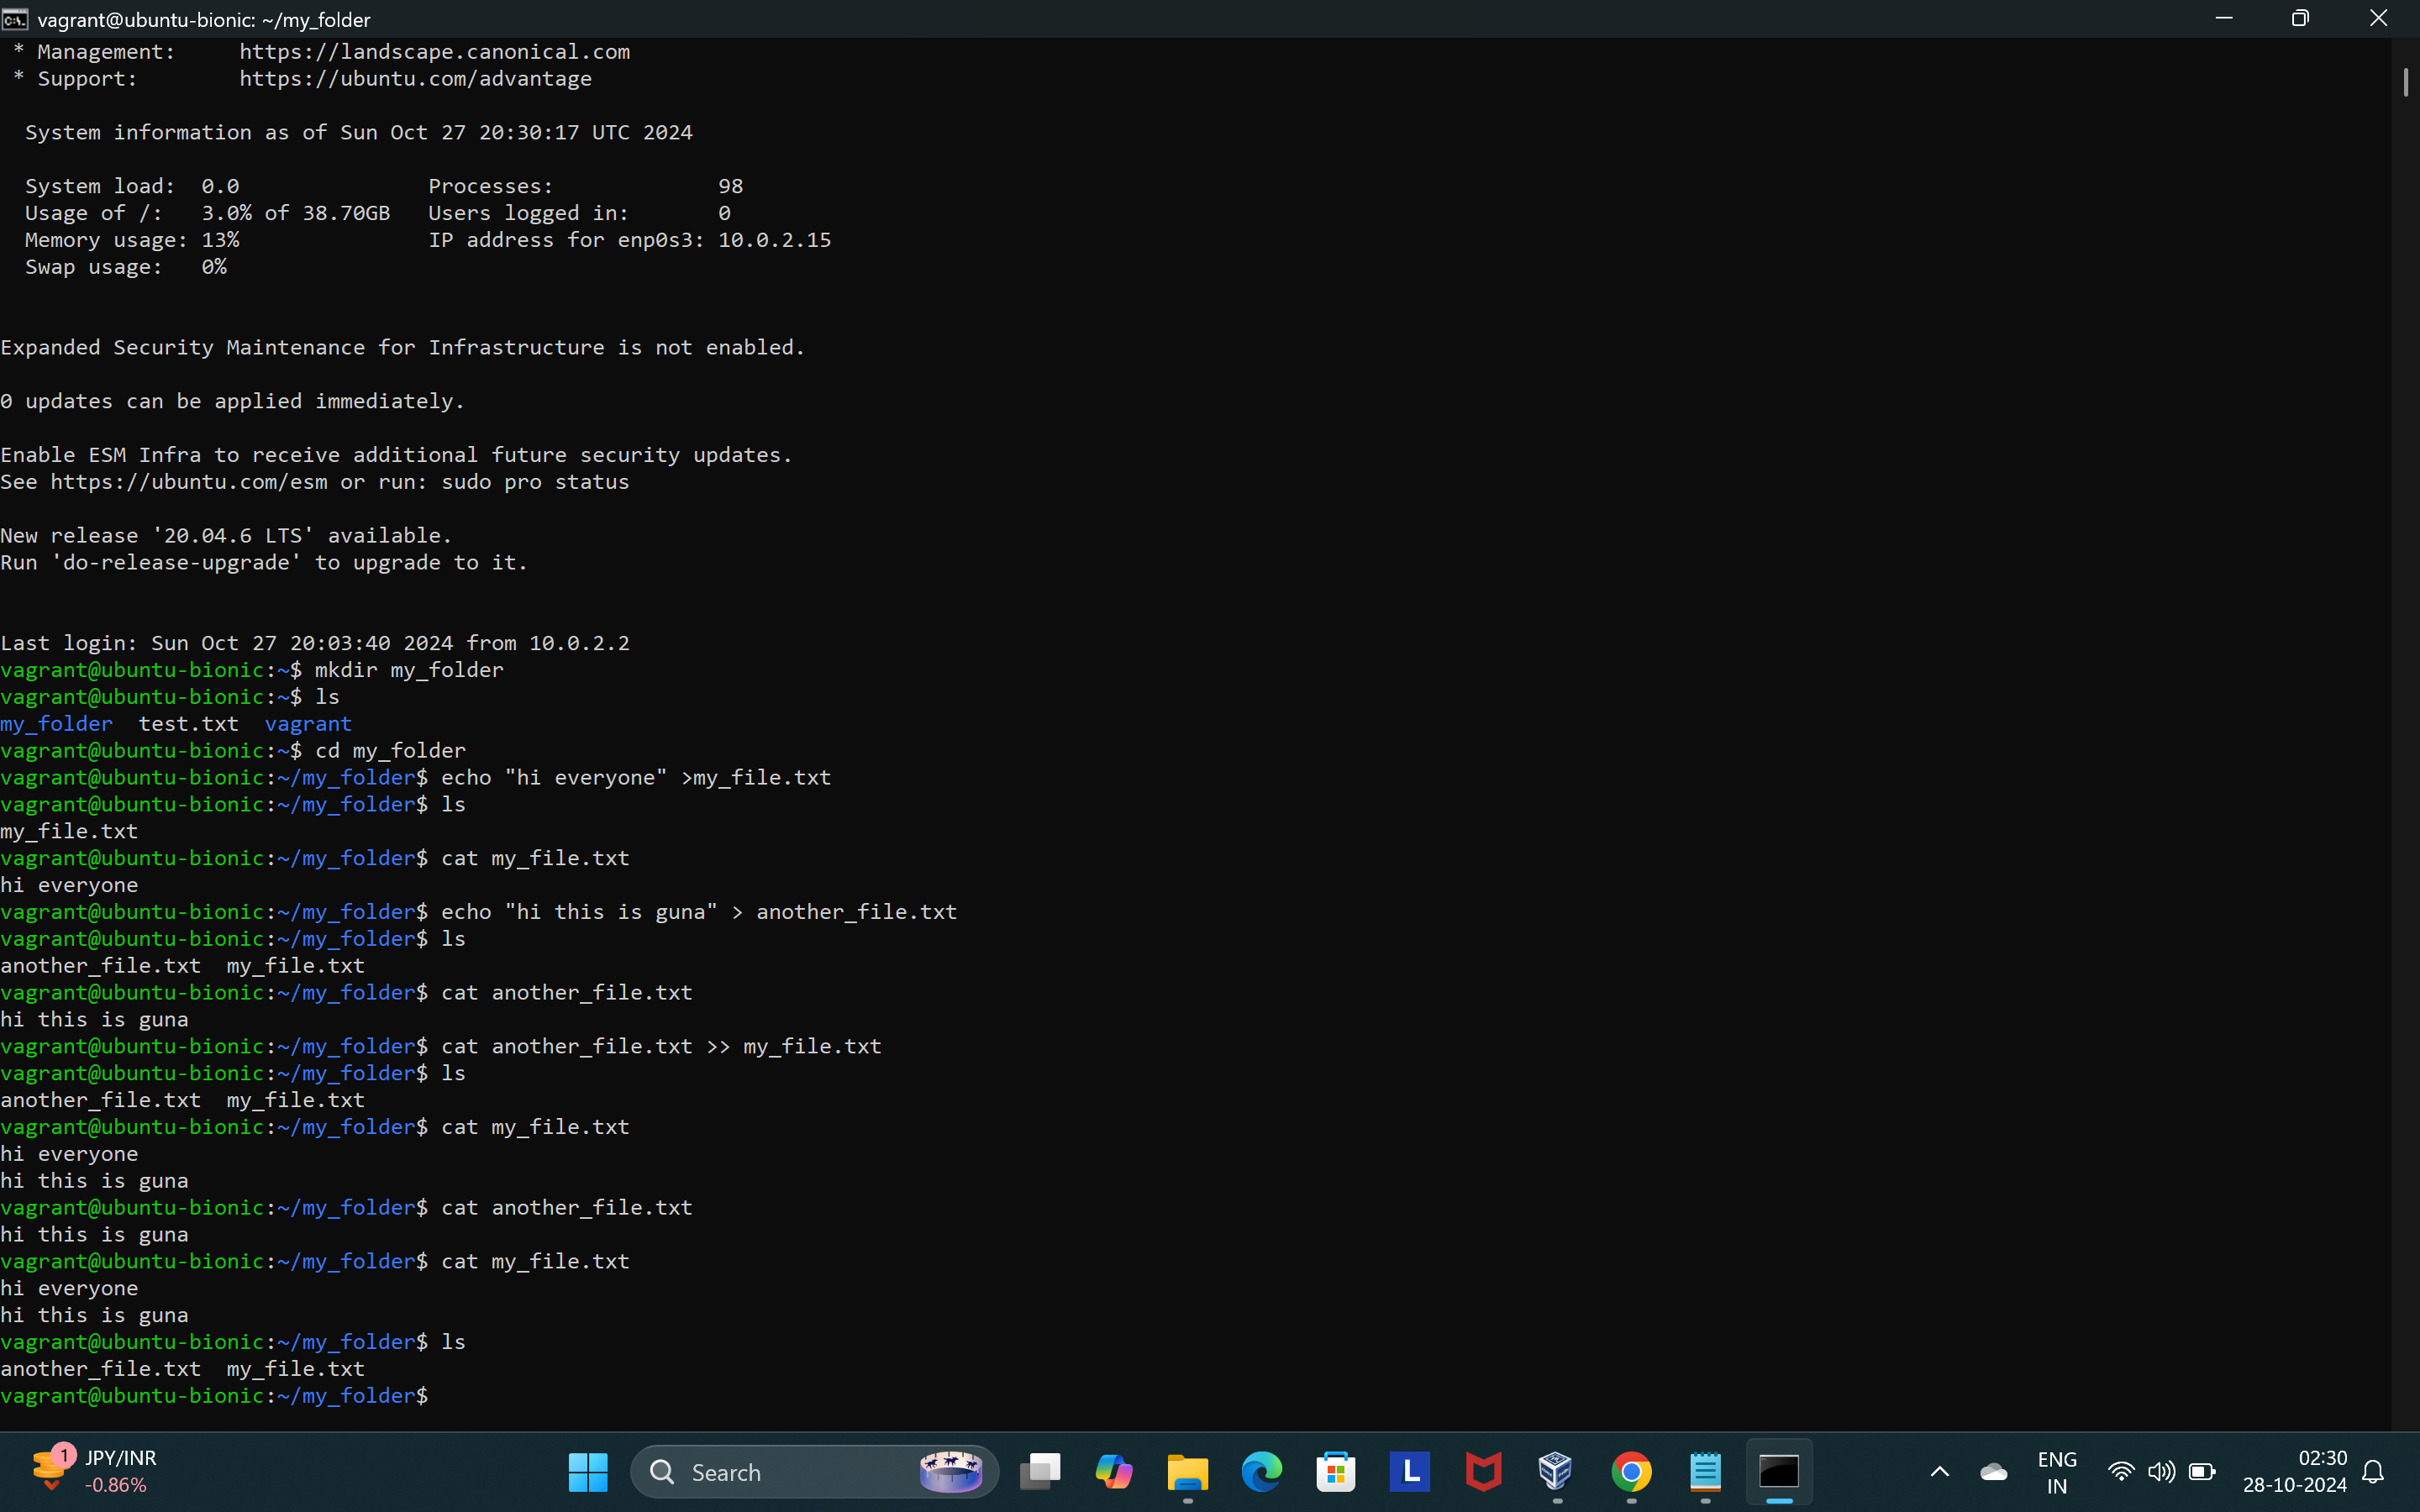 vagrant@ubuntu-bionic: ~/my_folder
 * Management:     https://landscape.canonical.com
 * Support:        https://ubuntu.com/advantage
  System information as of Sun Oct 27 20:30:17 UTC 2024
  System load:  0.0               Processes:             98
  Usage of /:   3.0% of 38.70GB   Users logged in:       0
  Memory usage: 13%               IP address for enp0s3: 10.0.2.15
  Swap usage:   0%
Expanded Security Maintenance for Infrastructure is not enabled.
0 updates can be applied immediately.
Enable ESM Infra to receive additional future security updates.
See https://ubuntu.com/esm or run: sudo pro status
New release '20.04.6 LTS' available.
Run 'do-release-upgrade' to upgrade to it.
Last login: Sun Oct 27 20:03:40 2024 from 10.0.2.2
vagrant@ubuntu-bionic:~$ mkdir my_folder
vagrant@ubuntu-bionic:~$ ls
my_folder  test.txt  vagrant
vagrant@ubuntu-bionic:~$ cd my_folder
vagrant@ubuntu-bionic:~/my_folder$ echo "hi everyone" >my_file.txt
vagrant@ubuntu-bionic:~/my_folder$ ls
my_file.txt
vagrant@ubuntu-bionic:~/my_folder$ cat my_file.txt
hi everyone
vagrant@ubuntu-bionic:~/my_folder$ echo "hi this is guna" > another_file.txt
vagrant@ubuntu-bionic:~/my_folder$ ls
another_file.txt  my_file.txt
vagrant@ubuntu-bionic:~/my_folder$ cat another_file.txt
hi this is guna
vagrant@ubuntu-bionic:~/my_folder$ cat another_file.txt >> my_file.txt
vagrant@ubuntu-bionic:~/my_folder$ ls
another_file.txt  my_file.txt
vagrant@ubuntu-bionic:~/my_folder$ cat my_file.txt
hi everyone
hi this is guna
vagrant@ubuntu-bionic:~/my_folder$ cat another_file.txt
hi this is guna
vagrant@ubuntu-bionic:~/my_folder$ cat my_file.txt
hi everyone
hi this is guna
vagrant@ubuntu-bionic:~/my_folder$ ls
another_file.txt  my_file.txt
vagrant@ubuntu-bionic:~/my_folder$
1
JPY/INR
-0.86%
Search
L
ENG
IN
02:30
28-10-2024